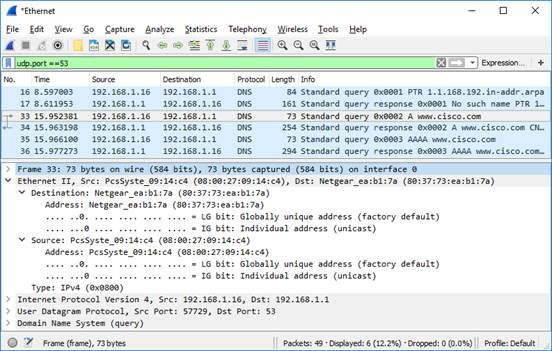 *Ethernet
File Edit View Go Capture Analyze Statistics Telephony Wireless Tools Help
udp.port ==53 Expression... +
No. Time Source Destination Protocol Length Info
16 8.597003 192.168.1.16 192.168.1.1 DNS 84 Standard query 0x0001 PTR 1.1.168.192.in-addr.arpa
17 8.611953 192.168.1.1 192.168.1.16 DNS 161 Standard query response 0x0001 No such name PTR 1…
33 15.952381 192.168.1.16 192.168.1.1 DNS 73 Standard query 0x0002 A www.cisco.com
34 15.963198 192.168.1.1 192.168.1.16 DNS 254 Standard query response 0x0002 A www.cisco.com CN…
35 15.966100 192.168.1.16 192.168.1.1 DNS 73 Standard query 0x0003 AAAA www.cisco.com
36 15.977273 192.168.1.1 192.168.1.16 DNS 294 Standard query response 0x0003 AAAA www.cisco.com …
Frame 33: 73 bytes on wire (584 bits), 73 bytes captured (584 bits) on interface 0
Ethernet II, Src: PcsSyste_09:14:c4 (08:00:27:09:14:c4), Dst: Netgear_ea:b1:7a (80:37:73:ea:b1:7a)
Destination: Netgear_ea:b1:7a (80:37:73:ea:b1:7a)
Address: Netgear_ea:b1:7a (80:37:73:ea:b1:7a)
.... ..0. .... .... .... .... = LG bit: Globally unique address (factory default)
.... ...0 .... .... .... .... = IG bit: Individual address (unicast)
Source: PcsSyste_09:14:c4 (08:00:27:09:14:c4)
Address: PcsSyste_09:14:c4 (08:00:27:09:14:c4)
.... ..0. .... .... .... .... = LG bit: Globally unique address (factory default)
.... ...0 .... .... .... .... = IG bit: Individual address (unicast)
Type: IPv4 (0x0800)
Internet Protocol Version 4, Src: 192.168.1.16, Dst: 192.168.1.1
User Datagram Protocol, Src Port: 57729, Dst Port: 53
Domain Name System (query)
Frame (frame), 73 bytes Packets: 49 · Displayed: 6 (12.2%) · Dropped: 0 (0.0%) Profile: Default